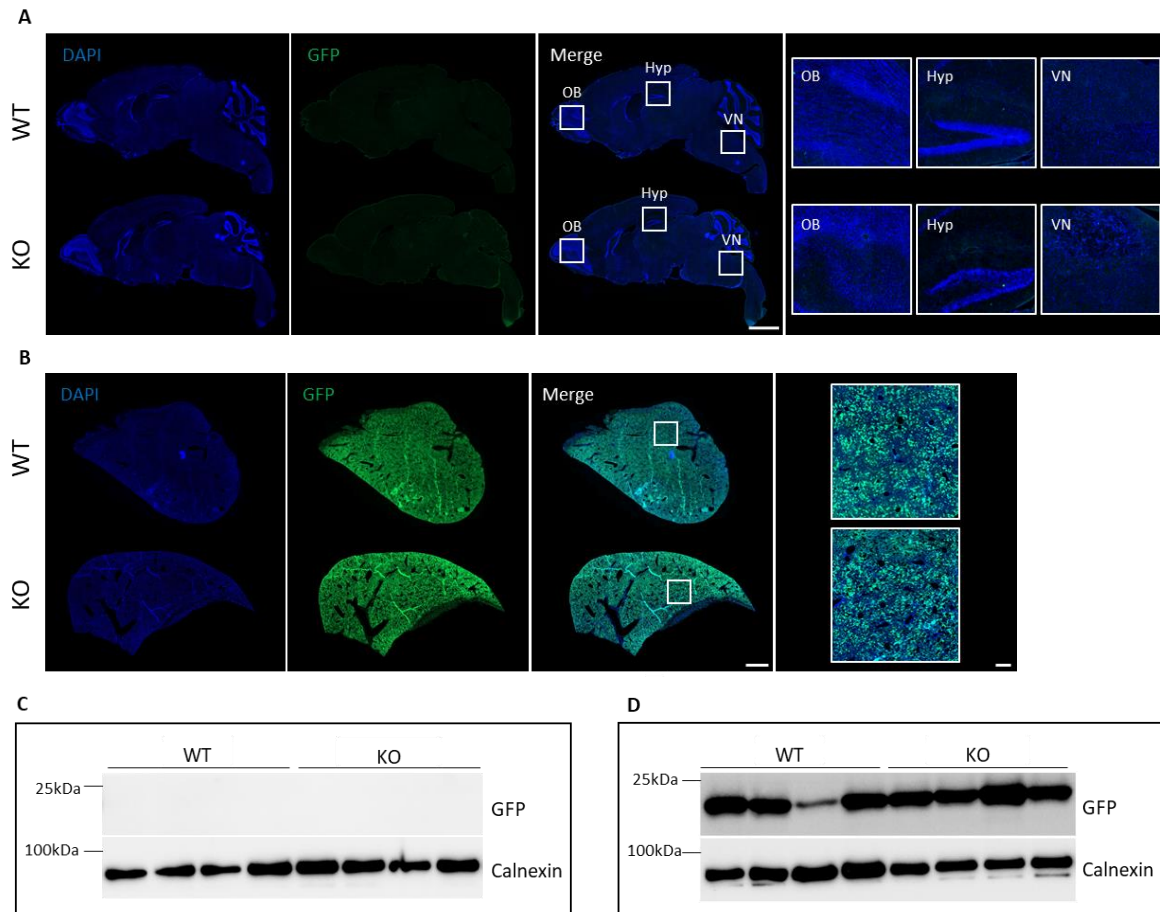 A
DAPI GFP Merge
WT
OB Hyp VN
OB Hyp VN
KO
OB Hyp VN
OB Hyp VN
B
DAPI GFP Merge
WT
KO
C
WT KO
25kDa
GFP
100kDa
Calnexin
D
WT KO
25kDa
GFP
100kDa
Calnexin